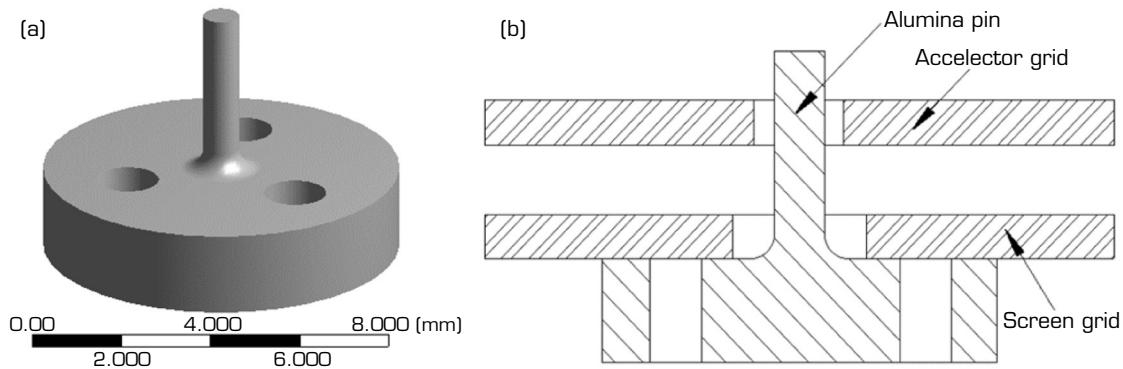 (a)
0.00 4.000 8.000 (mm)
2.000 6.000
(b)
Alumina pin
Accelector grid
Screen grid